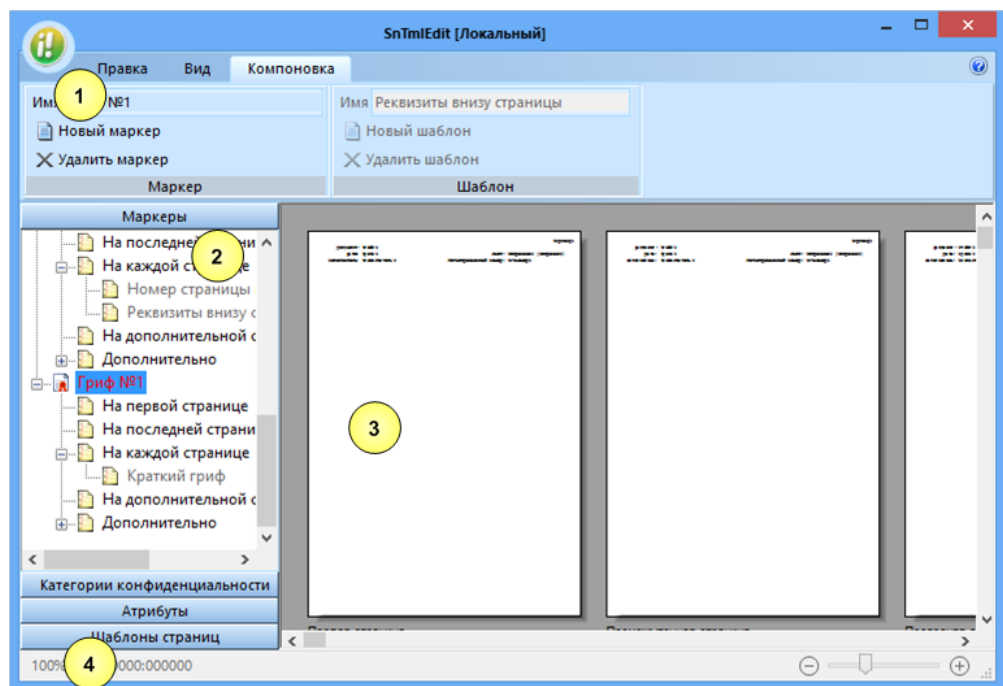 SnTmlEdit [Локальный]
Правка Вид Компоновка
1
№1
Новый маркер
Удалить маркер
Маркер
Имя Реквизиты внизу страницы
Новый шаблон
Удалить шаблон
Шаблон
Маркеры
2
На последней
На каждой
Номер страницы
Реквизиты внизу с
На дополнительной с
Дополнительно
Гриф №1
На первой странице
На последней страни
На каждой странице
Краткий гриф
На дополнительной с
Дополнительно
Категории конфиденциальности
Атрибуты
Шаблоны страниц
3
4
100% 000:000000